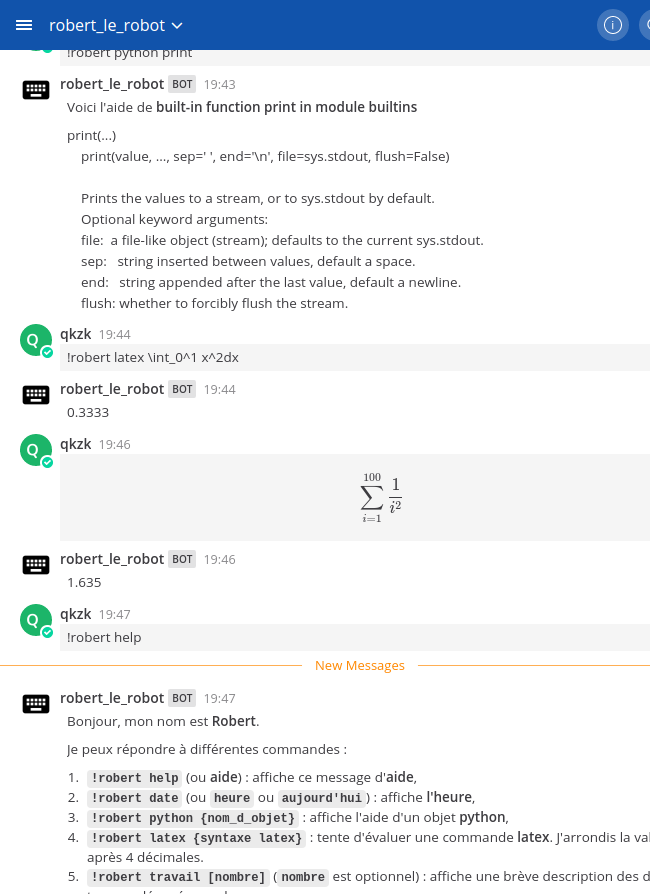 robert_le_robot
!robert python print
robert_le_robot BOT 19:43
Voici l'aide de built-in function print in module builtins
print(...)
print(value, ..., sep=' ', end='\n', file=sys.stdout, flush=False)
Prints the values to a stream, or to sys.stdout by default.
Optional keyword arguments:
file:  a file-like object (stream); defaults to the current sys.stdout.
sep:   string inserted between values, default a space.
end:   string appended after the last value, default a newline.
flush: whether to forcibly flush the stream.
Q qkzk 19:44
!robert latex \int_0^1 x^2dx
robert_le_robot BOT 19:44
0.3333
Q qkzk 19:46
100
∑ 1
i=1 i²
robert_le_robot BOT 19:46
1.635
Q qkzk 19:47
!robert help
New Messages
robert_le_robot BOT 19:47
Bonjour, mon nom est Robert.
Je peux répondre à différentes commandes :
1. !robert help (ou aide) : affiche ce message d'aide,
2. !robert date (ou heure ou aujourd'hui) : affiche l'heure,
3. !robert python {nom_d_objet} : affiche l'aide d'un objet python,
4. !robert latex {syntaxe latex} : tente d'évaluer une commande latex. J'arrondis la
après 4 décimales.
5. !robert travail [nombre] (nombre est optionnel) : affiche une brève description des